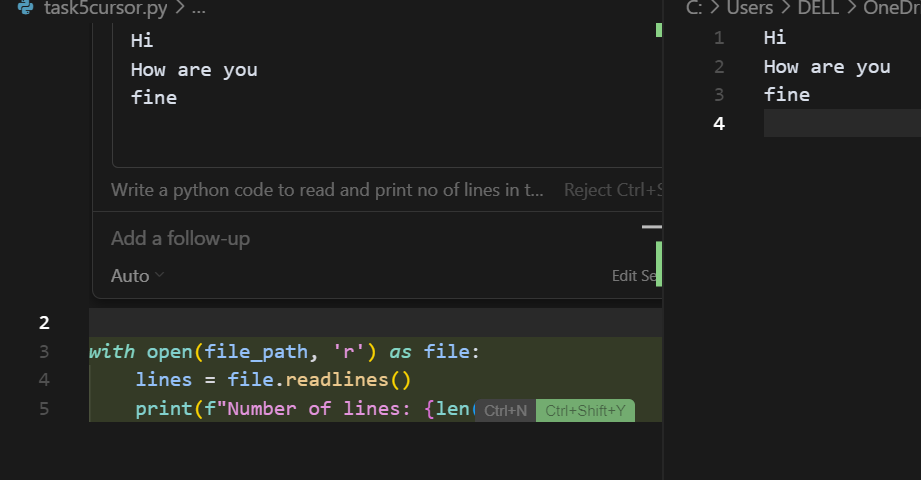 task5cursor.py > ...
Hi
How are you
fine
Write a python code to read and print no of lines in t... Reject Ctrl+S
Add a follow-up
Auto
Edit Se
2
3 with open(file_path, 'r') as file:
4 lines = file.readlines()
5 print(f"Number of lines: {len( Ctrl+N Ctrl+Shift+Y
C: > Users > DELL > OneDr
1 Hi
2 How are you
3 fine
4